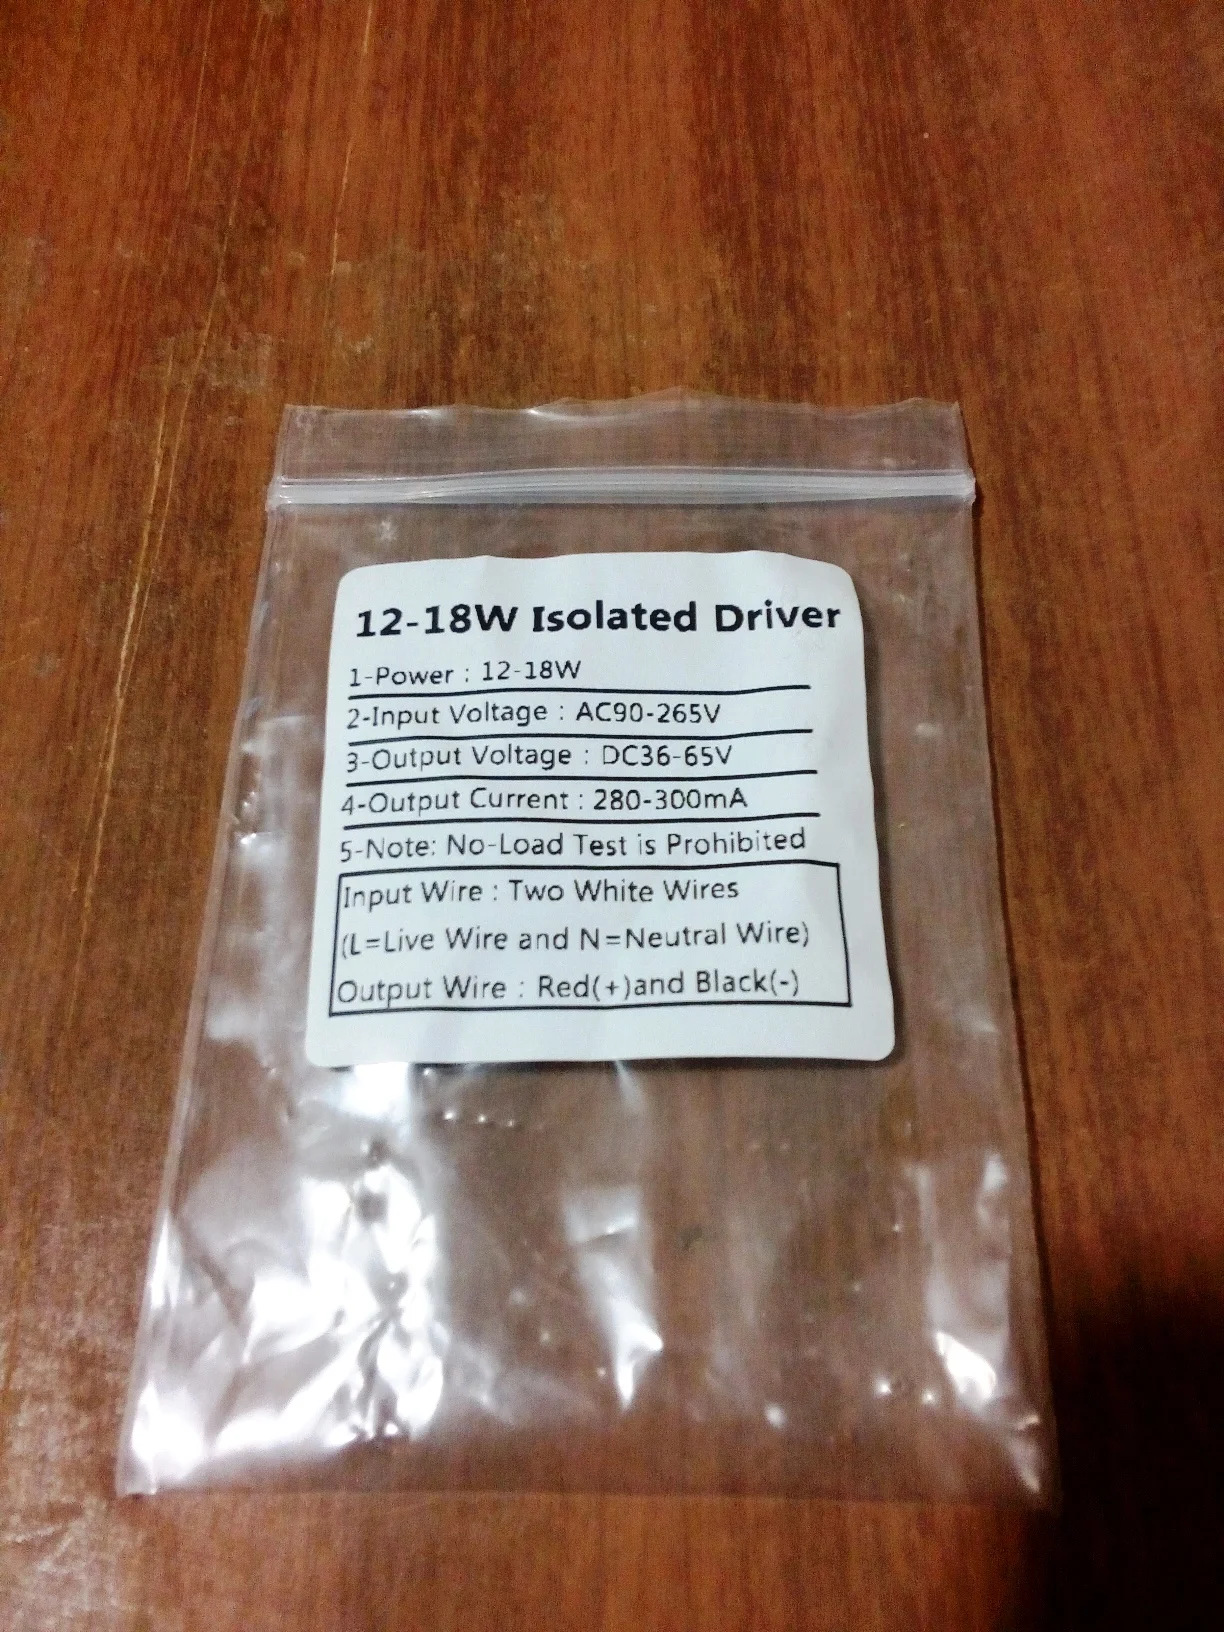 12-18W Isolated Driver
1-Power : 12-18W
2-Input Voltage : AC90-265V
3-Output Voltage : DC36-65V
4-Output Current : 280-300mA
5-Note: No-Load Test is Prohibited
Input Wire : Two White Wires
(L=Live Wire and N=Neutral Wire)
Output Wire : Red(+)and Black(-)